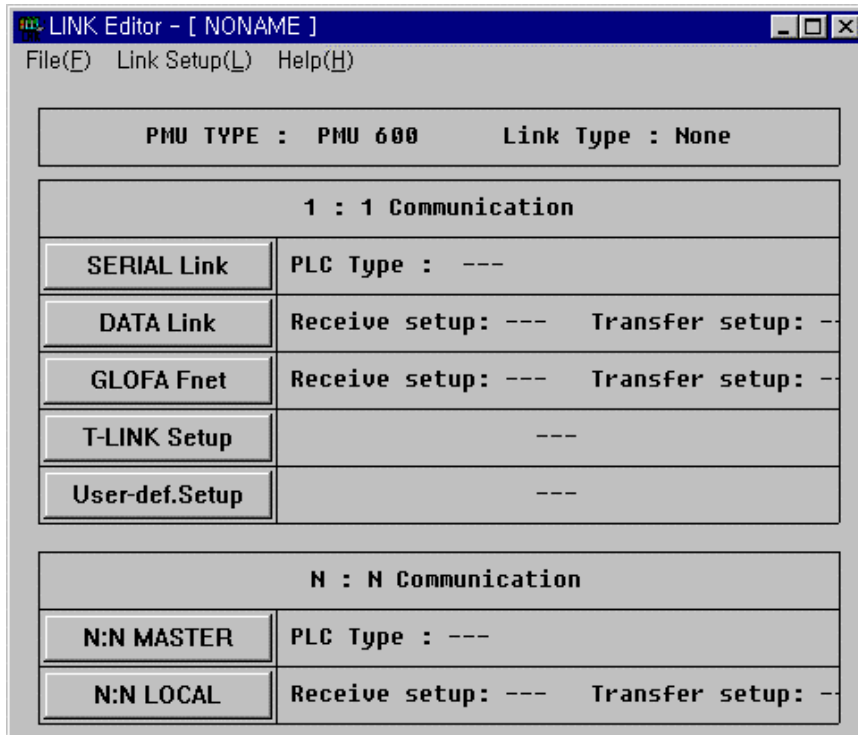 LINK Editor - [ NONAME ]
File(F) Link Setup(L) Help(H)
PMU TYPE : PMU 600 Link Type : None
1 : 1 Communication
SERIAL Link PLC Type : ---
DATA Link Receive setup: --- Transfer setup: --
GLOFA Fnet Receive setup: --- Transfer setup: --
T-LINK Setup ---
User-def.Setup ---
N : N Communication
N:N MASTER PLC Type : ---
N:N LOCAL Receive setup: --- Transfer setup: --